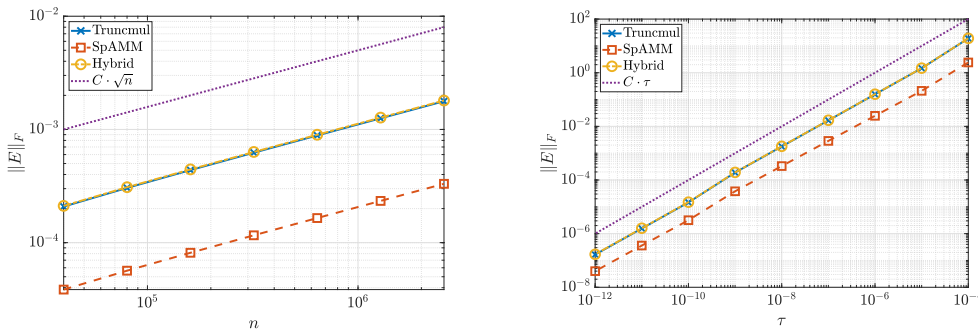 10^{-2}
10^{-3}
10^{-4}
‖E‖_F
Truncmul
SpAMM
Hybrid
C · √n
10^5
10^6
n
10^2
10^0
10^{-2}
10^{-4}
10^{-6}
10^{-8}
‖E‖_F
Truncmul
SpAMM
Hybrid
C · τ
10^{-12}
10^{-10}
10^{-8}
10^{-6}
τ